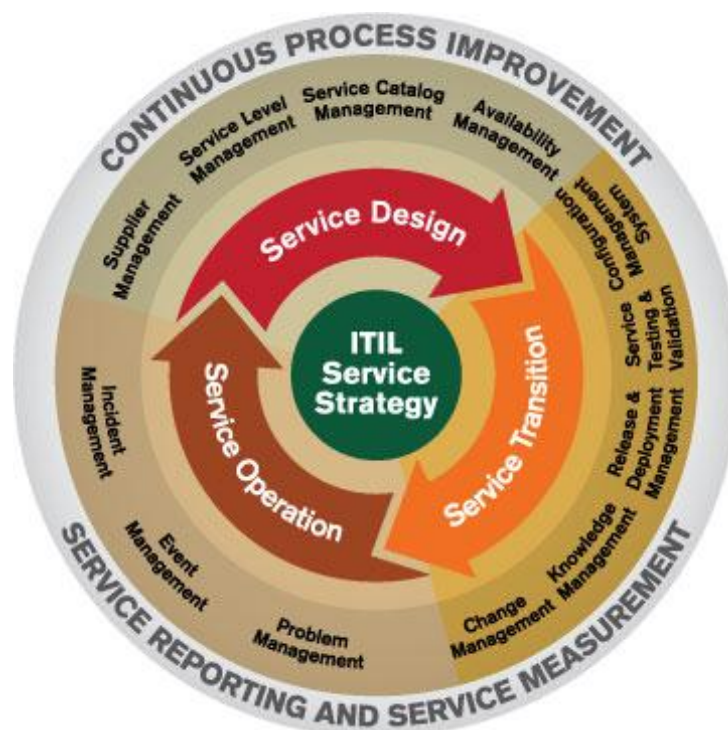 CONTINUOUS PROCESS IMPROVEMENT
Supplier
Management
Service Level
Management
Service Catalog
Management
Availability
Management
Configuration
Management
System
Service
Testing &
Validation
Release &
Deployment
Management
Knowledge
Management
Change
Management
Problem
Management
Event
Management
Incident
Management
Service Design
Service Transition
Service Operation
ITIL
Service
Strategy
SERVICE REPORTING AND SERVICE MEASUREMENT